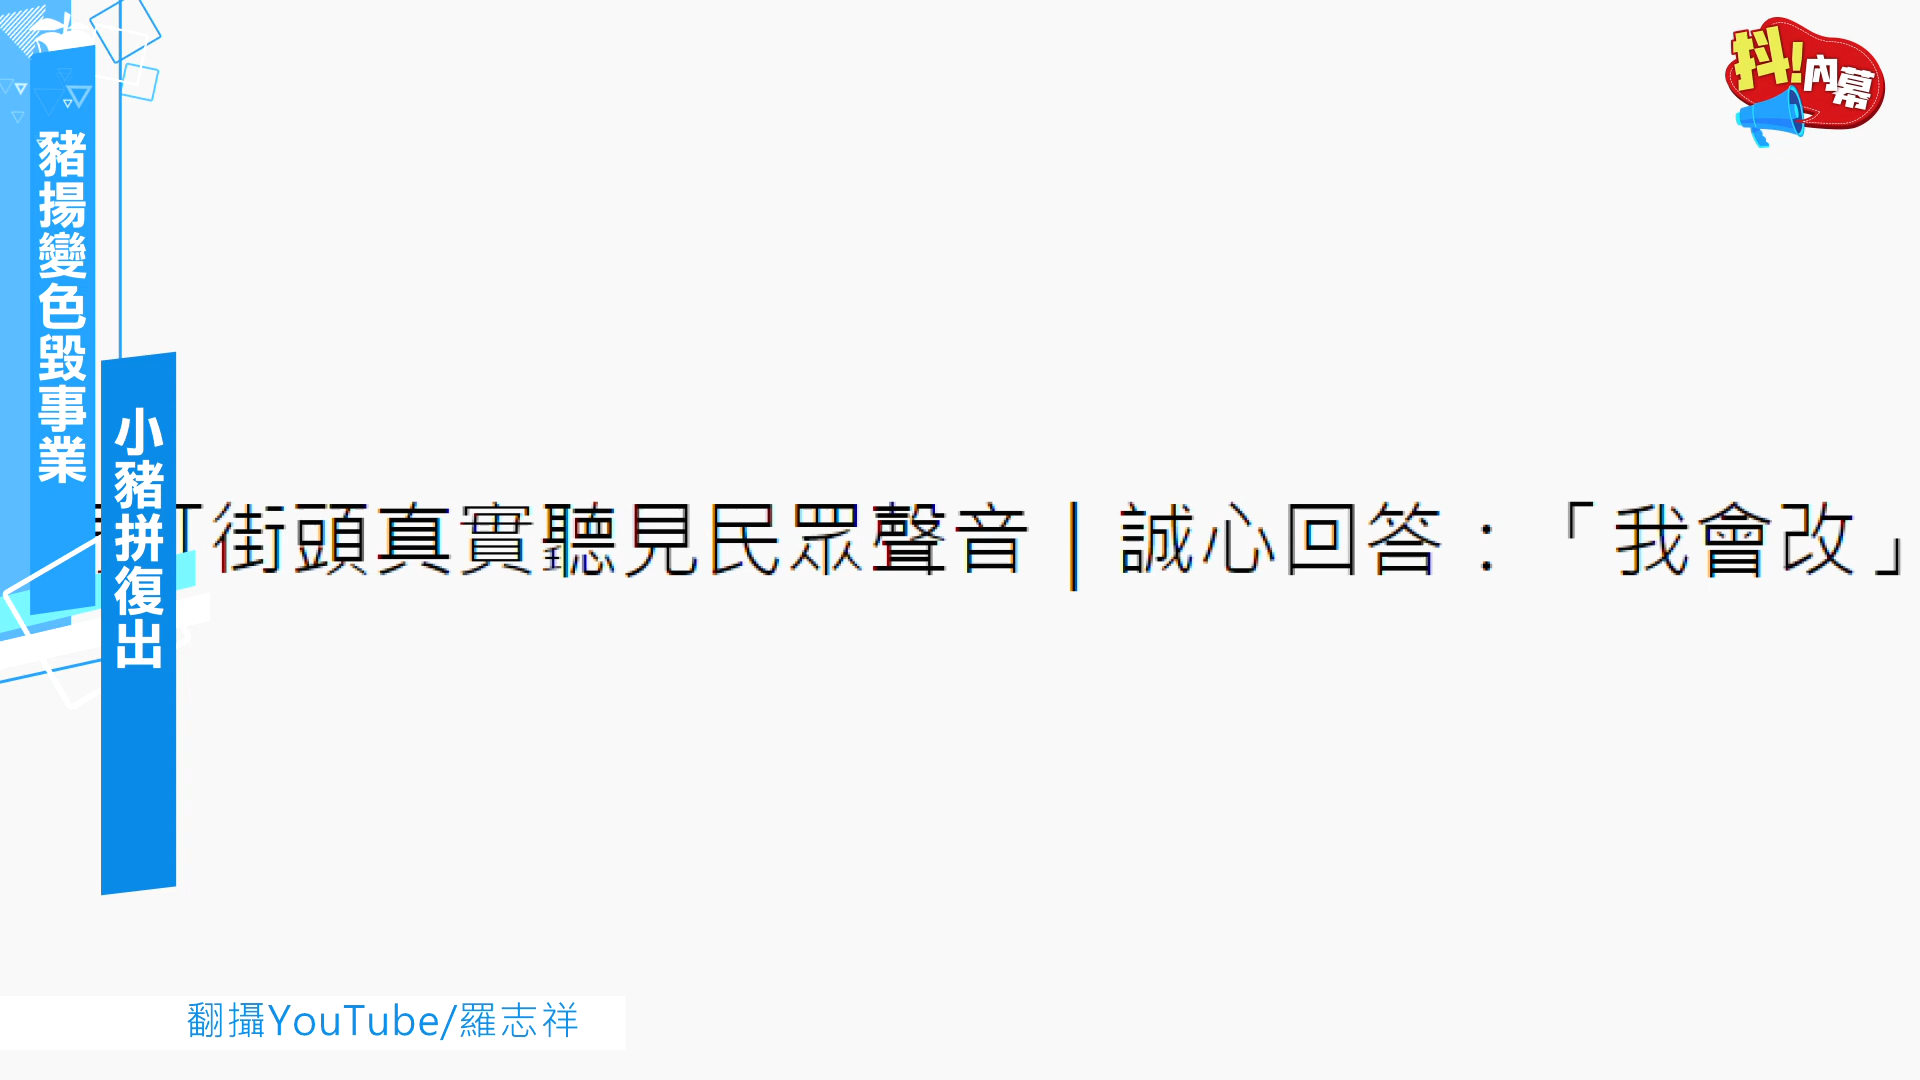 抖!內幕
豬揚變色毀事業
小豬拼復出
街頭真實聽見民眾聲音｜誠心回答：「我會改」
翻攝YouTube/羅志祥